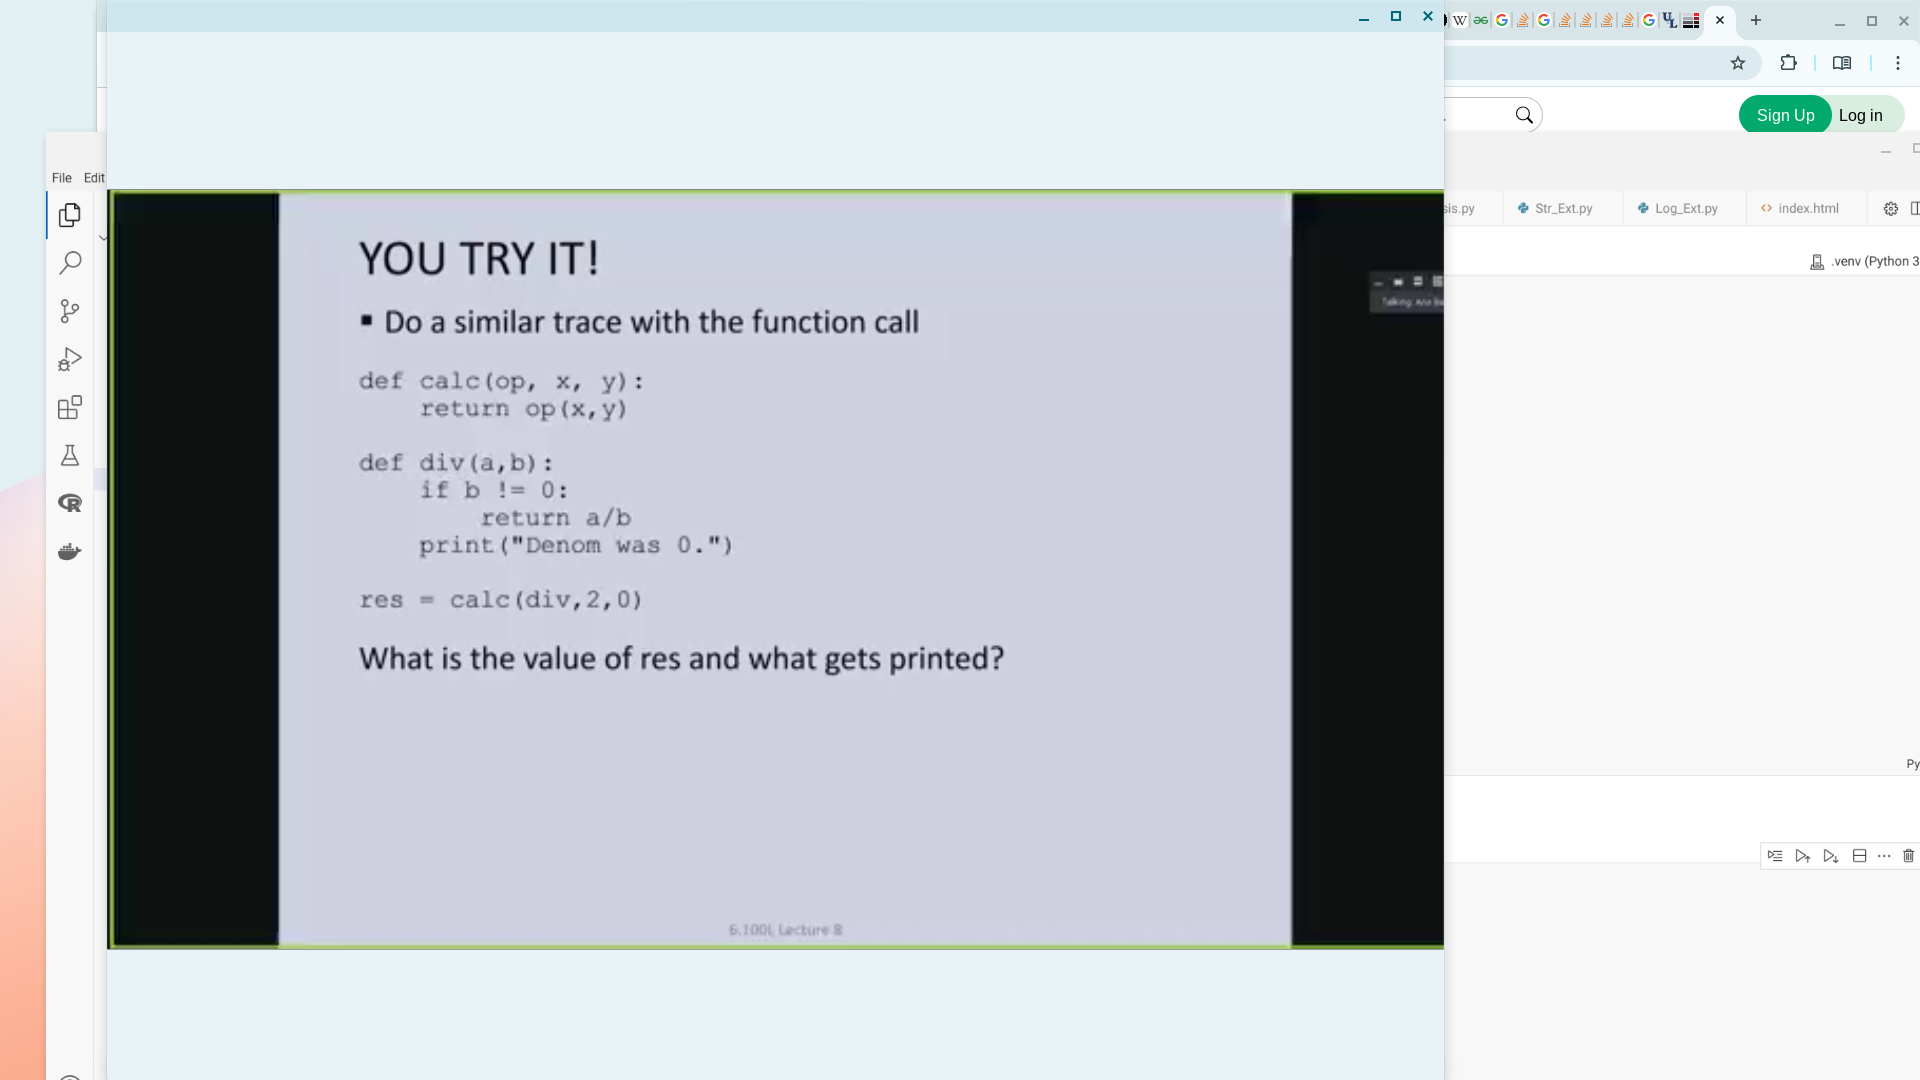 Sign Up
Log in
File Edit
sis.py
Str_Ext.py
Log_Ext.py
index.html
.venv (Python 3
YOU TRY IT!
▪ Do a similar trace with the function call
def calc(op, x, y):
    return op(x,y)
def div(a,b):
    if b != 0:
        return a/b
    print("Denom was 0.")
res = calc(div,2,0)
What is the value of res and what gets printed?
Py
6.100L Lecture 8